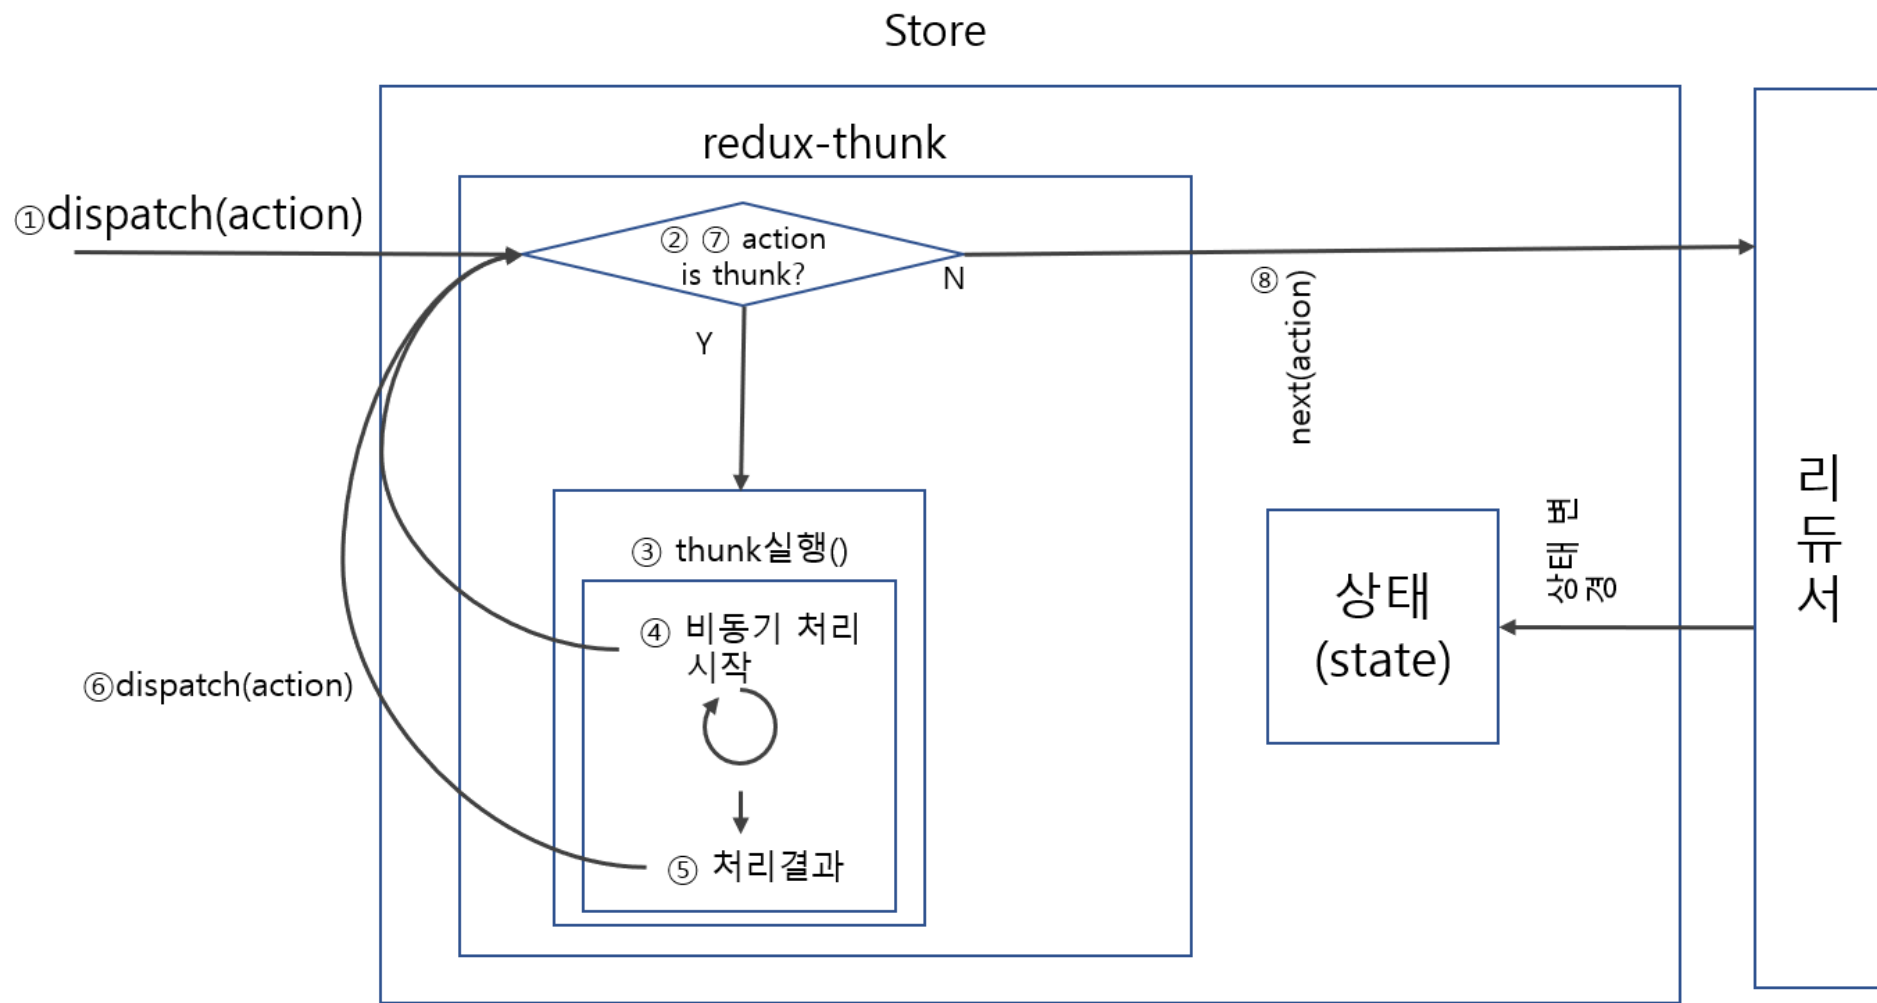 Store
redux-thunk
①dispatch(action)
② ⑦ action
is thunk?
N
Y
⑧
next(action)
③ thunk실행()
④ 비동기 처리
시작
⑤ 처리결과
⑥dispatch(action)
상태
(state)
상태 변
경
리
듀
서